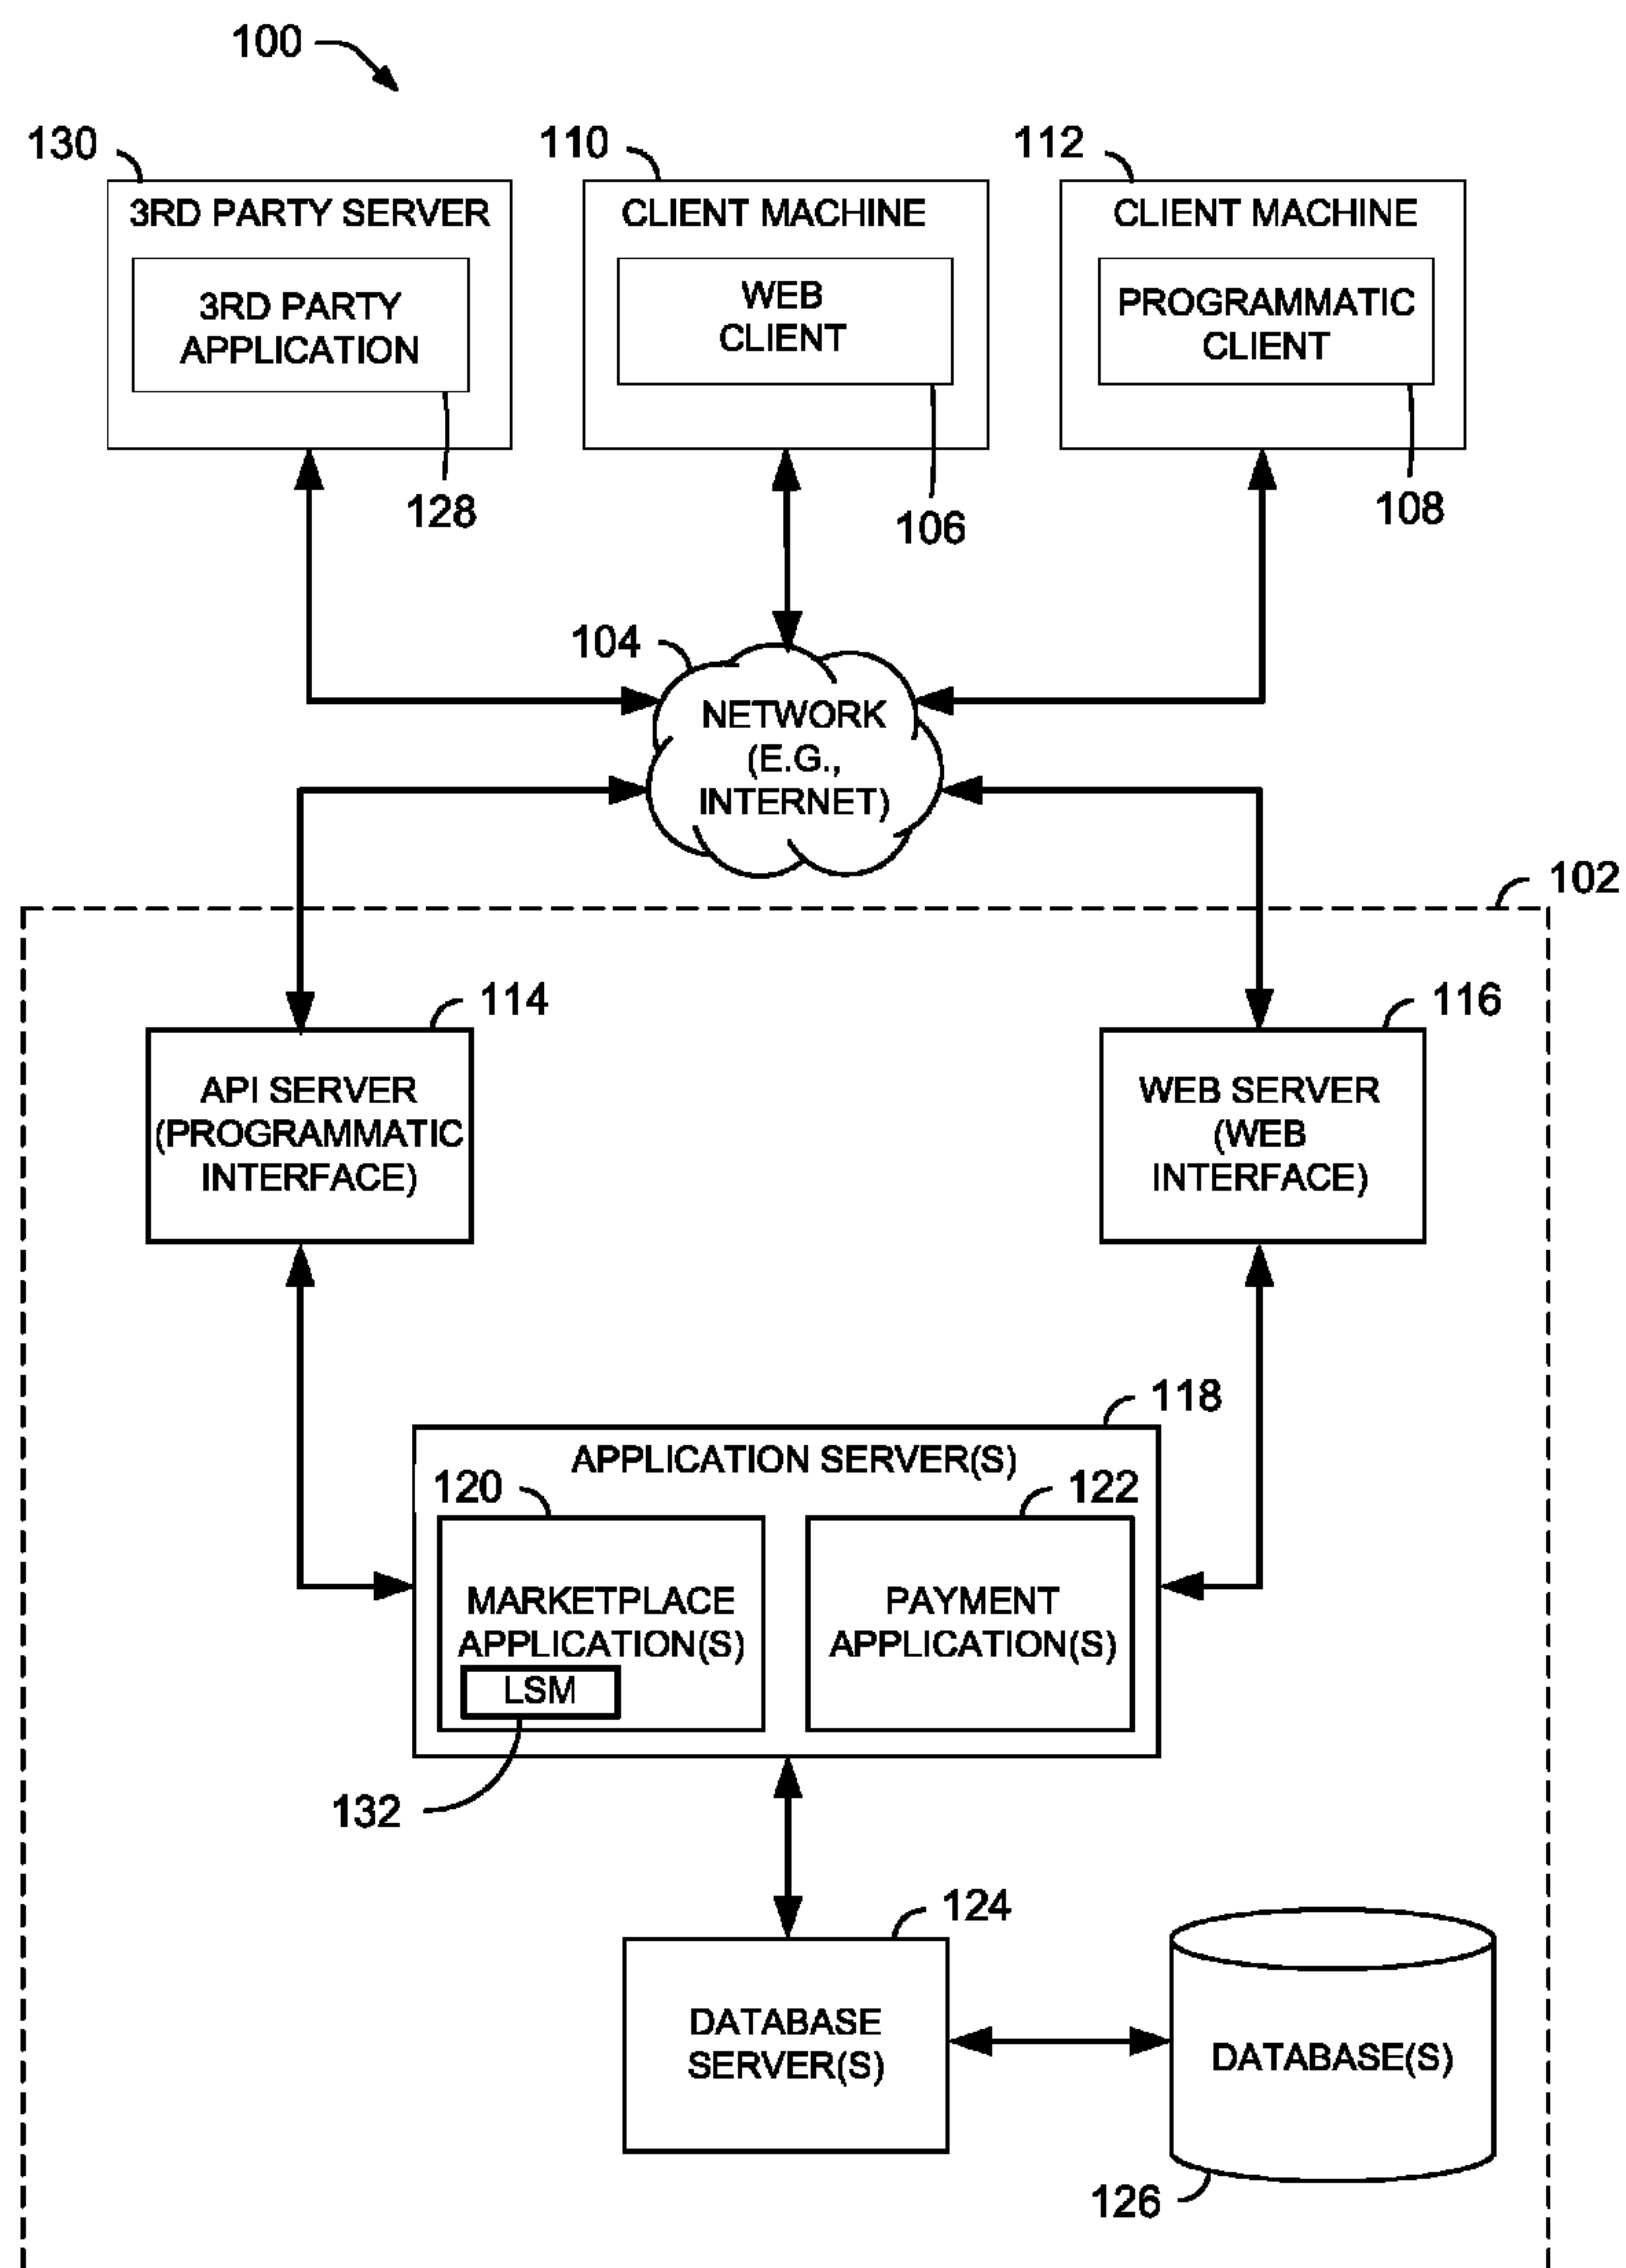 100
130
110
112
3RD PARTY SERVER
CLIENT MACHINE
CLIENT MACHINE
3RD PARTY
APPLICATION
WEB
CLIENT
PROGRAMMATIC
CLIENT
128
106
108
104
NETWORK
(E.G.,
INTERNET)
102
114
116
API SERVER
(PROGRAMMATIC
INTERFACE)
WEB SERVER
(WEB
INTERFACE)
118
APPLICATION SERVER(S)
120
122
MARKETPLACE
APPLICATION(S)
LSM
PAYMENT
APPLICATION(S)
132
124
DATABASE
SERVER(S)
DATABASE(S)
126